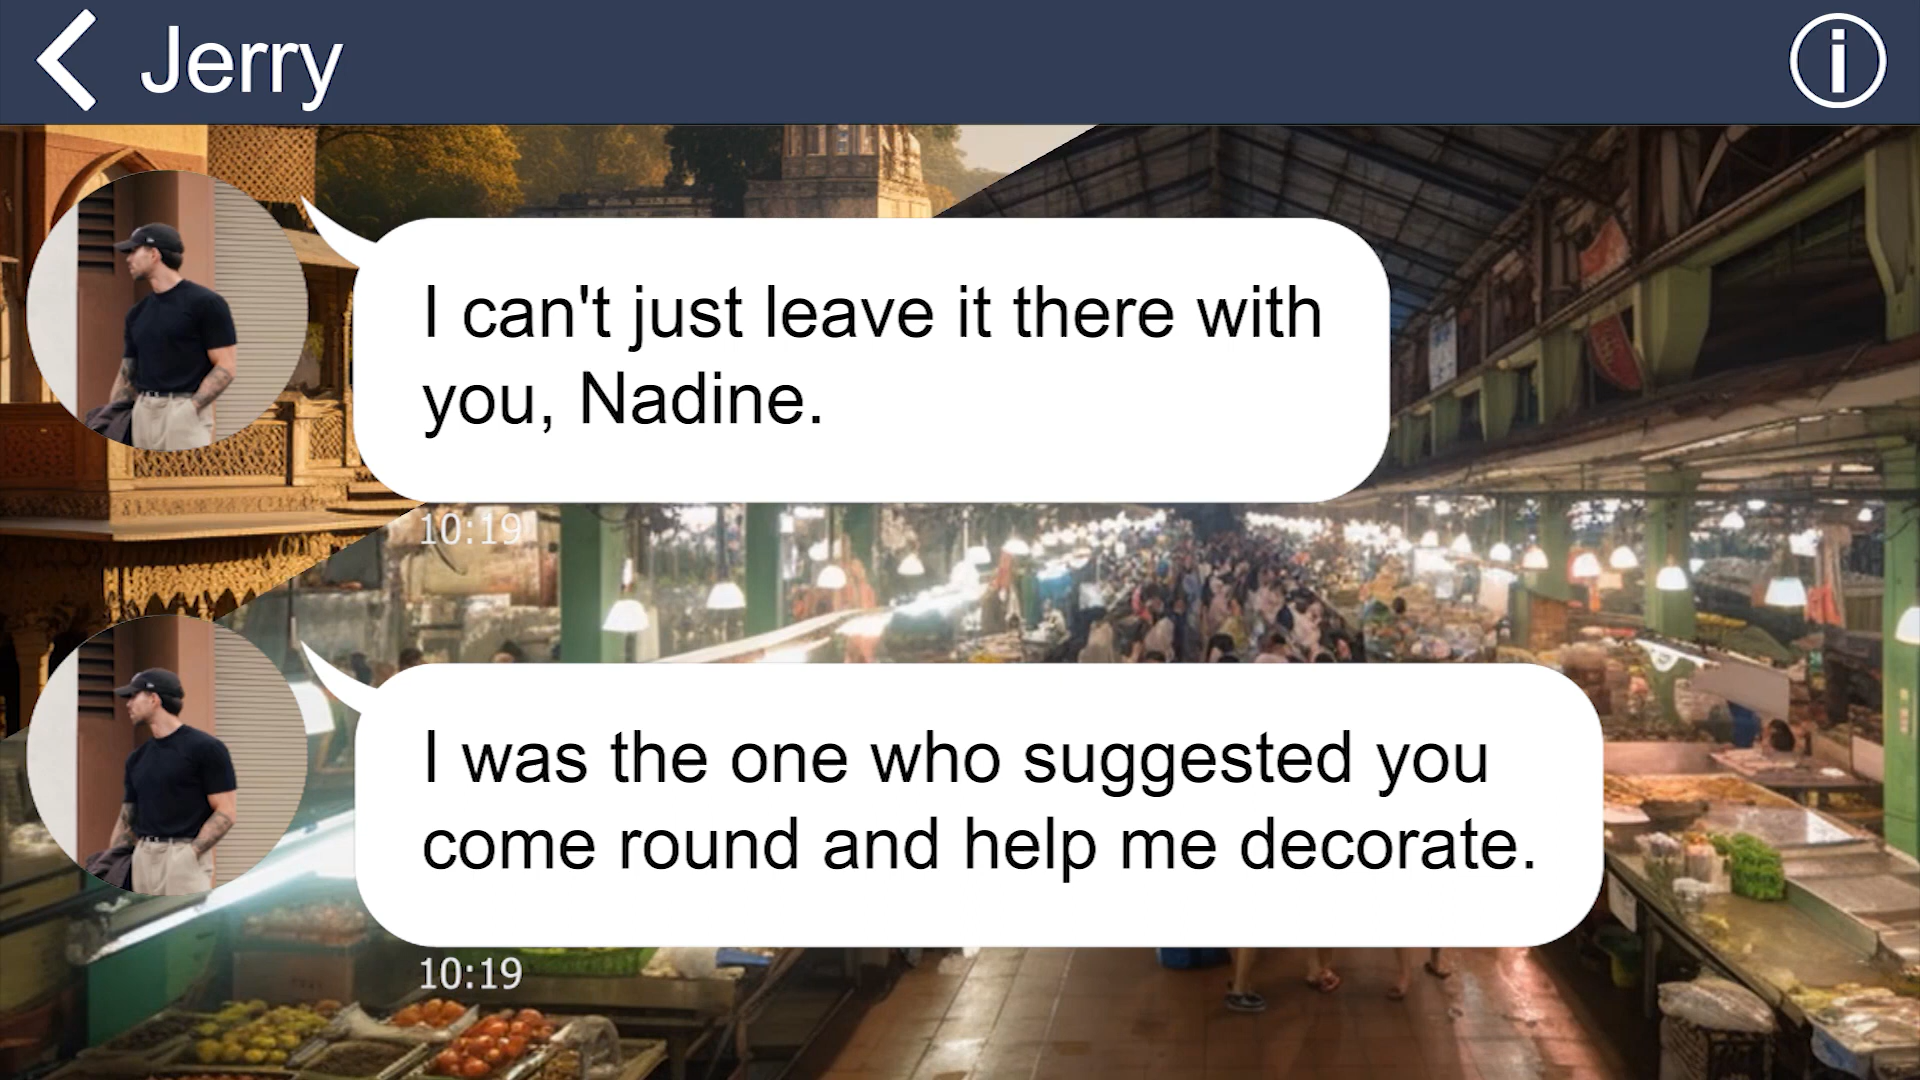 Jerry
I can't just leave it there with
you, Nadine.
10:19
I was the one who suggested you
come round and help me decorate.
10:19